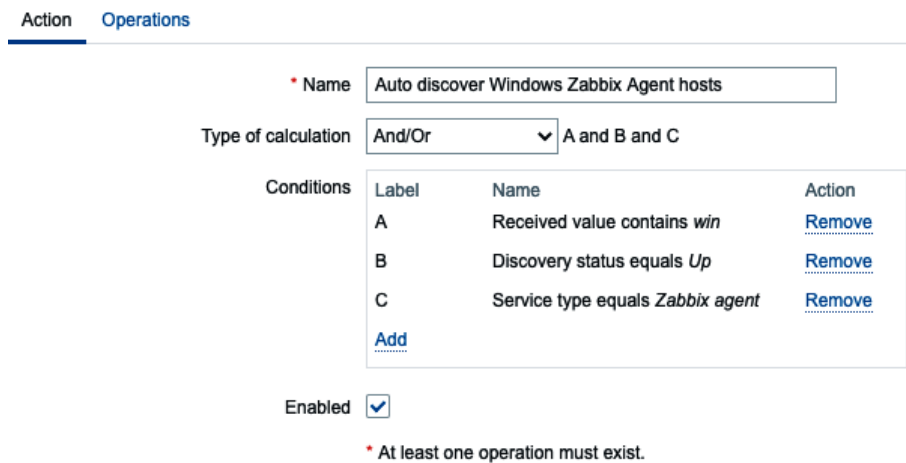 Action Operations
* Name Auto discover Windows Zabbix Agent hosts
Type of calculation And/Or A and B and C
Conditions Label Name Action
A Received value contains win Remove
B Discovery status equals Up Remove
C Service type equals Zabbix agent Remove
Add
Enabled
* At least one operation must exist.